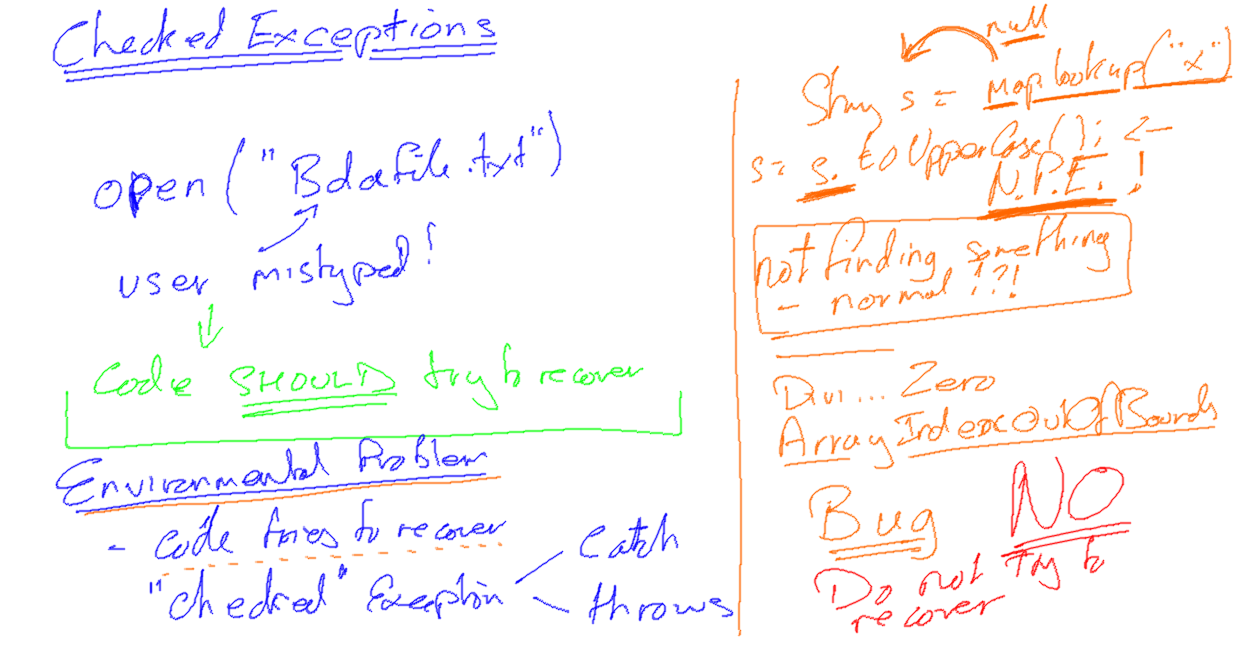 Checked Exceptions
open ("Bdafile.txt")
user mistyped!
Code SHOULD try to recover
Environmental Problem
- code tries to recover
"checked" Exception
Catch
throws
null
s = map.lookup("x")
s = s.toUpperCase(); <-
N.P.E. !
not finding something
- normal !?!
Divi... Zero
ArrayIndexOutOfBounds
Bug NO
Do not try to
recover